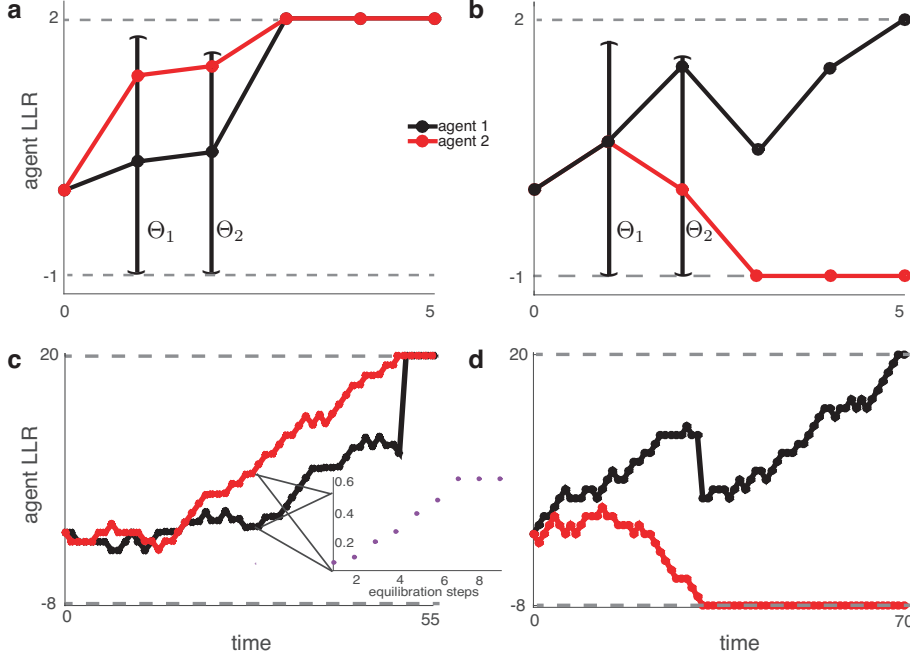 a
2
agent LLR
Θ1
Θ2
-1
0
5
agent 1
agent 2
b
2
Θ1
Θ2
-1
0
5
c
20
agent LLR
0.6
0.4
0.2
2
4
6
8
equilibration steps
-8
0
55
time
d
20
-8
0
70
time